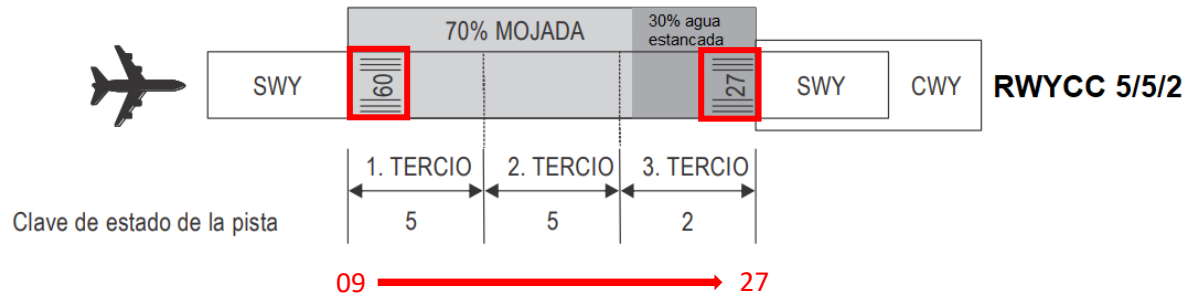 70% MOJADA
30% agua
estancada
SWY
09
27
SWY
CWY
RWYCC 5/5/2
1. TERCIO
2. TERCIO
3. TERCIO
Clave de estado de la pista
5
5
2
09
27